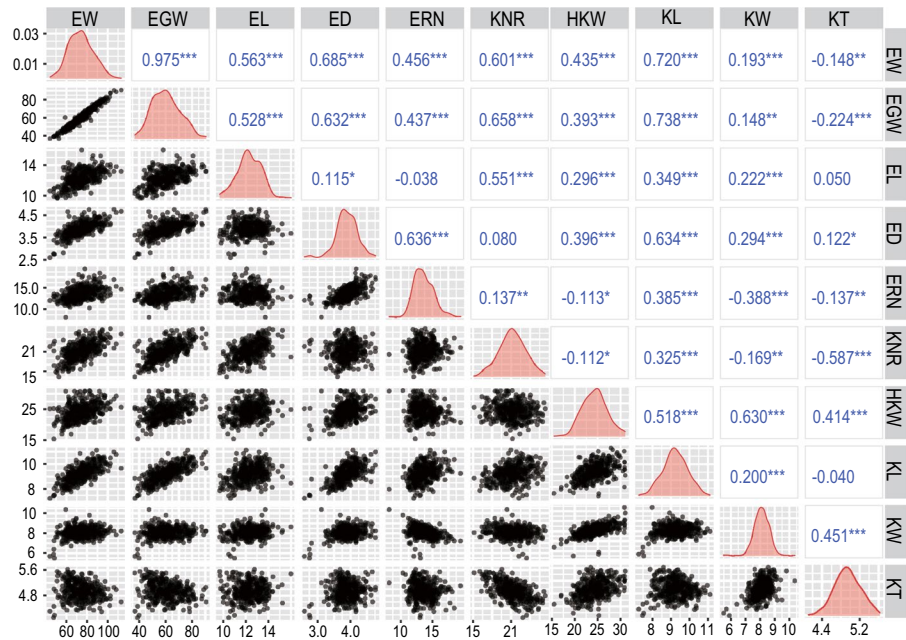 EW EGW EL ED ERN KNR HKW KL KW KT
0.03
0.01
0.975*** 0.563*** 0.685*** 0.456*** 0.601*** 0.435*** 0.720*** 0.193*** -0.148**
EW
80
60
40
0.528*** 0.632*** 0.437*** 0.658*** 0.393*** 0.738*** 0.148** -0.224***
EGW
14
10
0.115* -0.038 0.551*** 0.296*** 0.349*** 0.222*** 0.050
EL
4.5
3.5
2.5
0.636*** 0.080 0.396*** 0.634*** 0.294*** 0.122*
ED
15.0
10.0
0.137** -0.113* 0.385*** -0.388*** -0.137**
ERN
21
15
-0.112* 0.325*** -0.169** -0.587***
KNR
25
15
0.518*** 0.630*** 0.414***
HKW
10
8
0.200*** -0.040
KL
10
8
6
0.451***
KW
5.6
4.8
KT
60 80 100 40 60 80 10 12 14 3.0 4.0 10 15 15 21 15 20 25 30 8 9 10 11 6 7 8 9 10 4.4 5.2